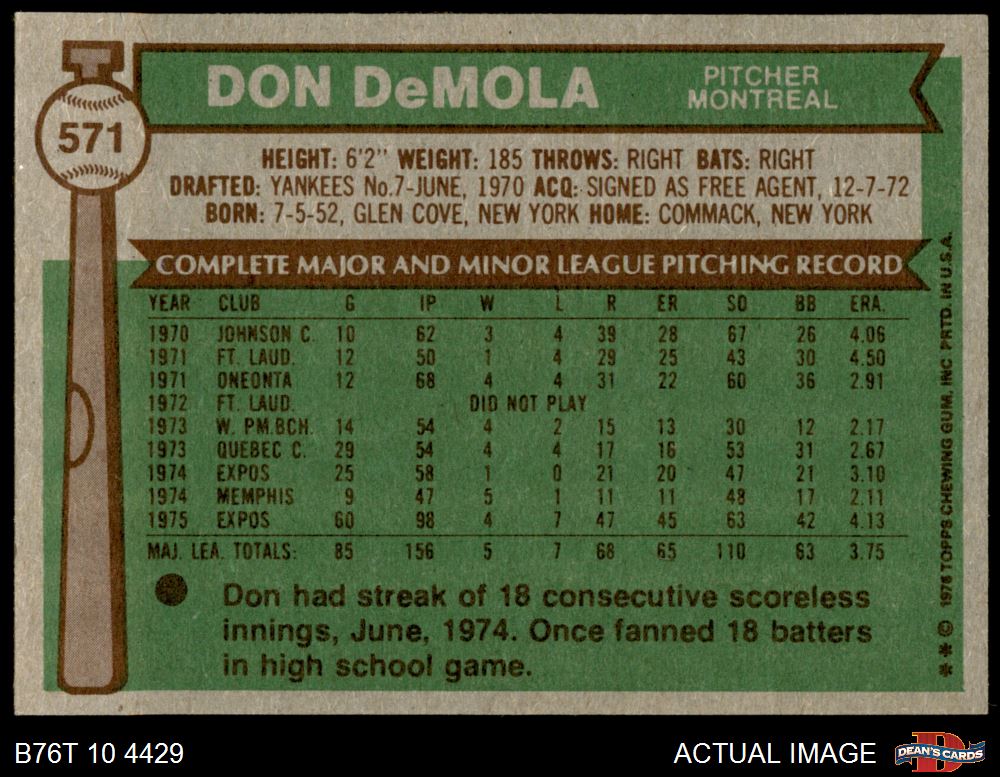 DON DeMOLA
PITCHER
MONTREAL
571
HEIGHT: 6'2" WEIGHT: 185 THROWS: RIGHT BATS: RIGHT
DRAFTED: YANKEES No.7-JUNE, 1970 ACQ: SIGNED AS FREE AGENT, 12-7-72
BORN: 7-5-52, GLEN COVE, NEW YORK HOME: COMMACK, NEW YORK
COMPLETE MAJOR AND MINOR LEAGUE PITCHING RECORD
YEAR CLUB G IP W L R ER SO BB ERA.
1970 JOHNSON C. 10 62 3 4 39 28 67 26 4.06
1971 FT. LAUD. 12 50 1 4 29 25 43 30 4.50
1971 ONEONTA 12 68 4 4 31 22 60 36 2.91
1972 FT. LAUD. DID NOT PLAY
1973 W. PM.BCH. 14 54 4 2 15 13 30 12 2.17
1973 QUEBEC C. 29 54 4 4 17 16 53 31 2.67
1974 EXPOS 25 58 1 0 21 20 47 21 3.10
1974 MEMPHIS 9 47 5 1 11 11 48 17 2.11
1975 EXPOS 60 98 4 7 47 45 63 42 4.13
MAJ. LEA. TOTALS: 85 156 5 7 68 65 110 63 3.75
Don had streak of 18 consecutive scoreless
innings, June, 1974. Once fanned 18 batters
in high school game.
** © 1976 TOPPS CHEWING GUM, INC. PRTD. IN U.S.A.
B76T 10 4429
ACTUAL IMAGE
DEAN'S CARDS